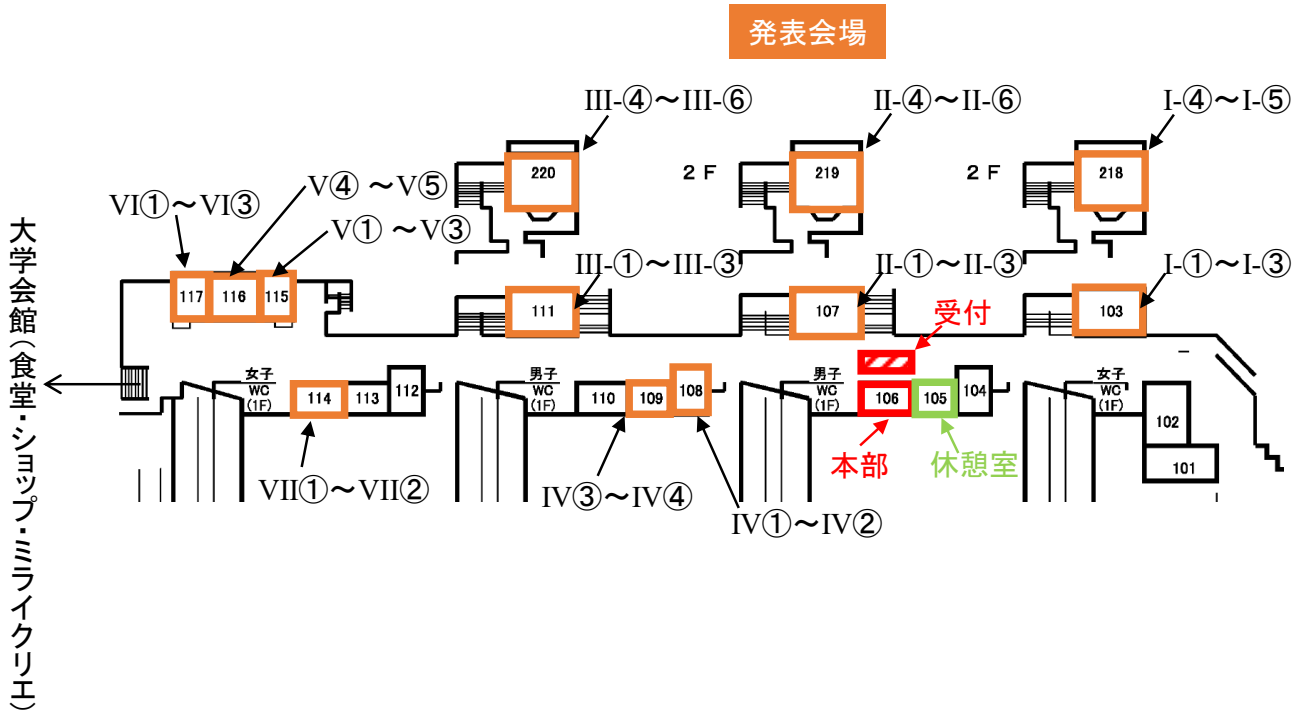 発表会場
III-④～III-⑥
II-④～II-⑥
I-④～I-⑤
220
２Ｆ
219
２Ｆ
218
V④ ～V⑤
VI①～VI③
V① ～V③
III-①～III-③
II-①～II-③
I-①～I-③
117
116
115
111
107
103
受付
大学会館（食堂・ショップ・ミライクリエ）
女子
WC
(1F)
114
113
112
男子
WC
(1F)
110
109
108
男子
WC
(1F)
106
105
104
女子
WC
(1F)
102
101
本部
休憩室
VII①～VII②
IV③～IV④
IV①～IV②